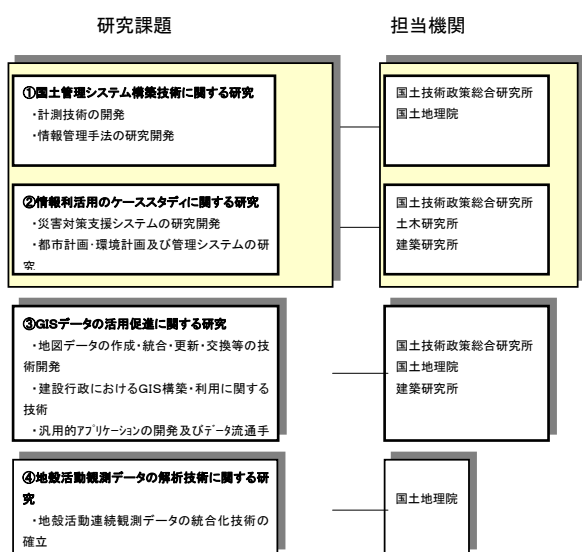 研究課題
担当機関
①国土管理システム構築技術に関する研究
・計測技術の開発
・情報管理手法の研究開発
国土技術政策総合研究所
国土地理院
②情報利活用のケーススタディに関する研究
・災害対策支援システムの研究開発
・都市計画・環境計画及び管理システムの研
究
国土技術政策総合研究所
土木研究所
建築研究所
③GISデータの活用促進に関する研究
・地図データの作成・統合・更新・交換等の技
術開発
・建設行政におけるGIS構築・利用に関する
技術
・汎用的アプリケーションの開発及びデータ流通手
国土技術政策総合研究所
国土地理院
建築研究所
④地殻活動観測データの解析技術に関する研
究
・地殻活動連続観測データの統合化技術の
確立
国土地理院